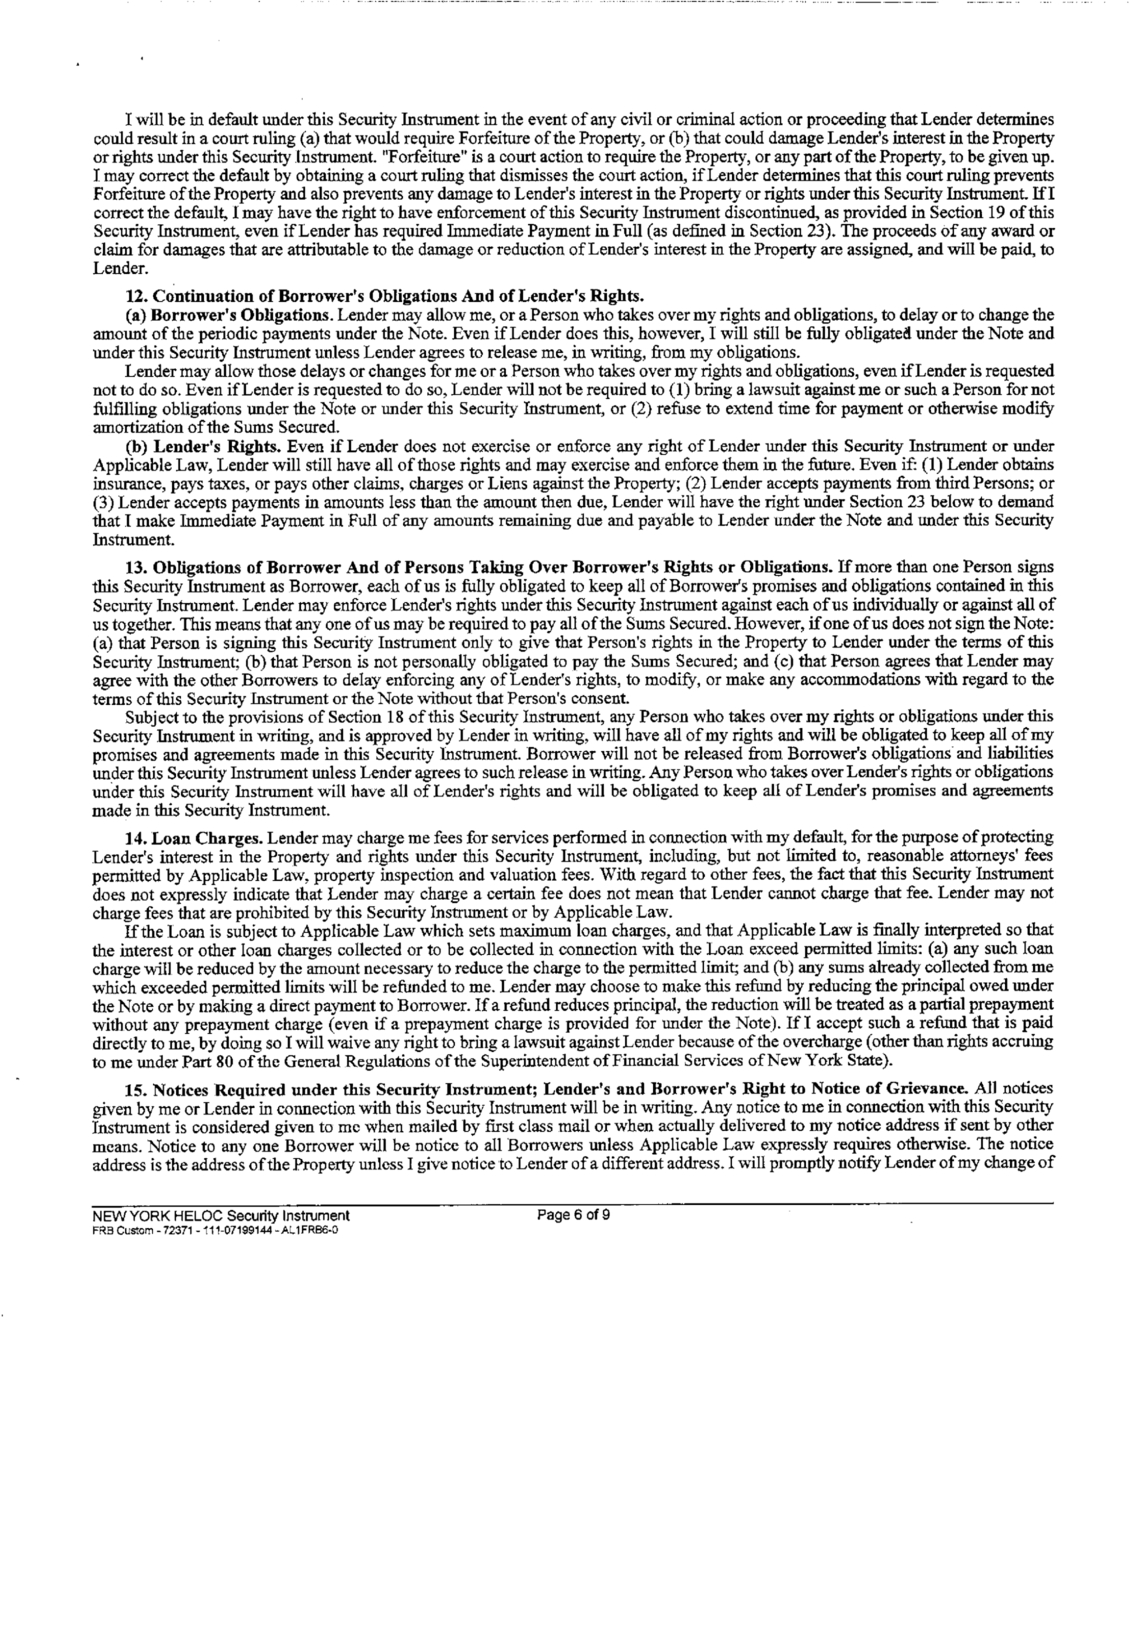 I will be in default under this Security Instrument in the event of any civil or criminal action or proceeding that Lender determines
could result in a court ruling (a) that would require Forfeiture of the Property, or (b) that could damage Lender's interest in the Property
or rights under this Security Instrument. "Forfeiture" is a court action to require the Property, or any part of the Property, to be given up.
I may correct the default by obtaining a court ruling that dismisses the court action, if Lender determines that this court ruling prevents
Forfeiture of the Property and also prevents any damage to Lender's interest in the Property or rights under this Security Instrument. If I
correct the default, I may have the right to have enforcement of this Security Instrument discontinued, as provided in Section 19 of this
Security Instrument, even if Lender has required Immediate Payment in Full (as defined in Section 23). The proceeds of any award or
claim for damages that are attributable to the damage or reduction of Lender's interest in the Property are assigned, and will be paid, to
Lender.
12. Continuation of Borrower's Obligations And of Lender's Rights.
(a) Borrower's Obligations. Lender may allow me, or a Person who takes over my rights and obligations, to delay or to change the
amount of the periodic payments under the Note. Even if Lender does this, however, I will still be fully obligated under the Note and
under this Security Instrument unless Lender agrees to release me, in writing, from my obligations.
Lender may allow those delays or changes for me or a Person who takes over my rights and obligations, even if Lender is requested
not to do so. Even if Lender is requested to do so, Lender will not be required to (1) bring a lawsuit against me or such a Person for not
fulfilling obligations under the Note or under this Security Instrument, or (2) refuse to extend time for payment or otherwise modify
amortization of the Sums Secured.
(b) Lender's Rights. Even if Lender does not exercise or enforce any right of Lender under this Security Instrument or under
Applicable Law, Lender will still have all of those rights and may exercise and enforce them in the future. Even if: (1) Lender obtains
insurance, pays taxes, or pays other claims, charges or Liens against the Property; (2) Lender accepts payments from third Persons; or
(3) Lender accepts payments in amounts less than the amount then due, Lender will have the right under Section 23 below to demand
that I make Immediate Payment in Full of any amounts remaining due and payable to Lender under the Note and under this Security
Instrument.
13. Obligations of Borrower And of Persons Taking Over Borrower's Rights or Obligations. If more than one Person signs
this Security Instrument as Borrower, each of us is fully obligated to keep all of Borrower's promises and obligations contained in this
Security Instrument. Lender may enforce Lender's rights under this Security Instrument against each of us individually or against all of
us together. This means that any one of us may be required to pay all of the Sums Secured. However, if one of us does not sign the Note:
(a) that Person is signing this Security Instrument only to give that Person's rights in the Property to Lender under the terms of this
Security Instrument; (b) that Person is not personally obligated to pay the Sums Secured; and (c) that Person agrees that Lender may
agree with the other Borrowers to delay enforcing any of Lender's rights, to modify, or make any accommodations with regard to the
terms of this Security Instrument or the Note without that Person's consent.
Subject to the provisions of Section 18 of this Security Instrument, any Person who takes over my rights or obligations under this
Security Instrument in writing, and is approved by Lender in writing, will have all of my rights and will be obligated to keep all of my
promises and agreements made in this Security Instrument. Borrower will not be released from Borrower's obligations and liabilities
under this Security Instrument unless Lender agrees to such release in writing. Any Person who takes over Lender's rights or obligations
under this Security Instrument will have all of Lender's rights and will be obligated to keep all of Lender's promises and agreements
made in this Security Instrument.
14. Loan Charges. Lender may charge me fees for services performed in connection with my default, for the purpose of protecting
Lender's interest in the Property and rights under this Security Instrument, including, but not limited to, reasonable attorneys' fees
permitted by Applicable Law, property inspection and valuation fees. With regard to other fees, the fact that this Security Instrument
does not expressly indicate that Lender may charge a certain fee does not mean that Lender cannot charge that fee. Lender may not
charge fees that are prohibited by this Security Instrument or by Applicable Law.
If the Loan is subject to Applicable Law which sets maximum loan charges, and that Applicable Law is finally interpreted so that
the interest or other loan charges collected or to be collected in connection with the Loan exceed permitted limits: (a) any such loan
charge will be reduced by the amount necessary to reduce the charge to the permitted limit; and (b) any sums already collected from me
which exceeded permitted limits will be refunded to me. Lender may choose to make this refund by reducing the principal owed under
the Note or by making a direct payment to Borrower. If a refund reduces principal, the reduction will be treated as a partial prepayment
without any prepayment charge (even if a prepayment charge is provided for under the Note). If I accept such a refund that is paid
directly to me, by doing so I will waive any right to bring a lawsuit against Lender because of the overcharge (other than rights accruing
to me under Part 80 of the General Regulations of the Superintendent of Financial Services of New York State).
15. Notices Required under this Security Instrument; Lender's and Borrower's Right to Notice of Grievance. All notices
given by me or Lender in connection with this Security Instrument will be in writing. Any notice to me in connection with this Security
Instrument is considered given to me when mailed by first class mail or when actually delivered to my notice address if sent by other
means. Notice to any one Borrower will be notice to all Borrowers unless Applicable Law expressly requires otherwise. The notice
address is the address of the Property unless I give notice to Lender of a different address. I will promptly notify Lender of my change of
NEW YORK HELOC Security Instrument
Page 6 of 9
FRB Custom - 72371 - 111-07199144 - AL1FRB6-0